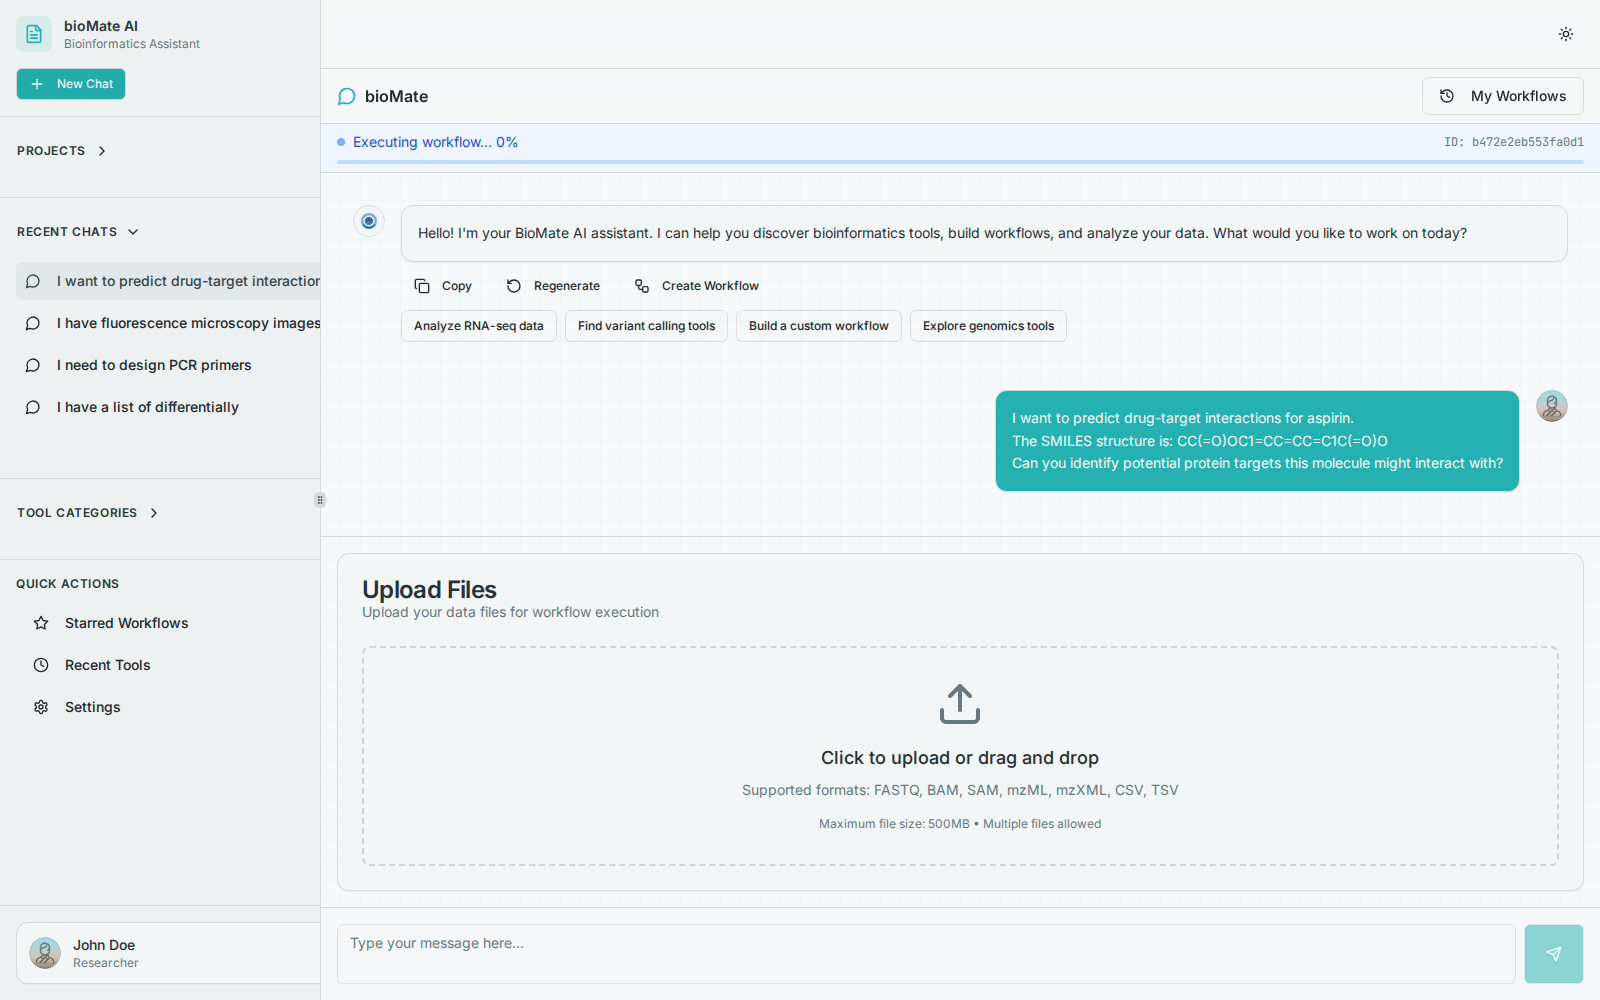 bioMate AI
Bioinformatics Assistant
New Chat
PROJECTS
RECENT CHATS
I want to predict drug-target interaction
I have fluorescence microscopy images
I need to design PCR primers
I have a list of differentially
TOOL CATEGORIES
QUICK ACTIONS
Starred Workflows
Recent Tools
Settings
John Doe
Researcher
bioMate
My Workflows
Executing workflow... 0%
ID: b472e2eb553fa0d1
Hello! I'm your BioMate AI assistant. I can help you discover bioinformatics tools, build workflows, and analyze your data. What would you like to work on today?
Copy
Regenerate
Create Workflow
Analyze RNA-seq data
Find variant calling tools
Build a custom workflow
Explore genomics tools
I want to predict drug-target interactions for aspirin.
The SMILES structure is: CC(=O)OC1=CC=CC=C1C(=O)O
Can you identify potential protein targets this molecule might interact with?
Upload Files
Upload your data files for workflow execution
Click to upload or drag and drop
Supported formats: FASTQ, BAM, SAM, mzML, mzXML, CSV, TSV
Maximum file size: 500MB • Multiple files allowed
Type your message here...